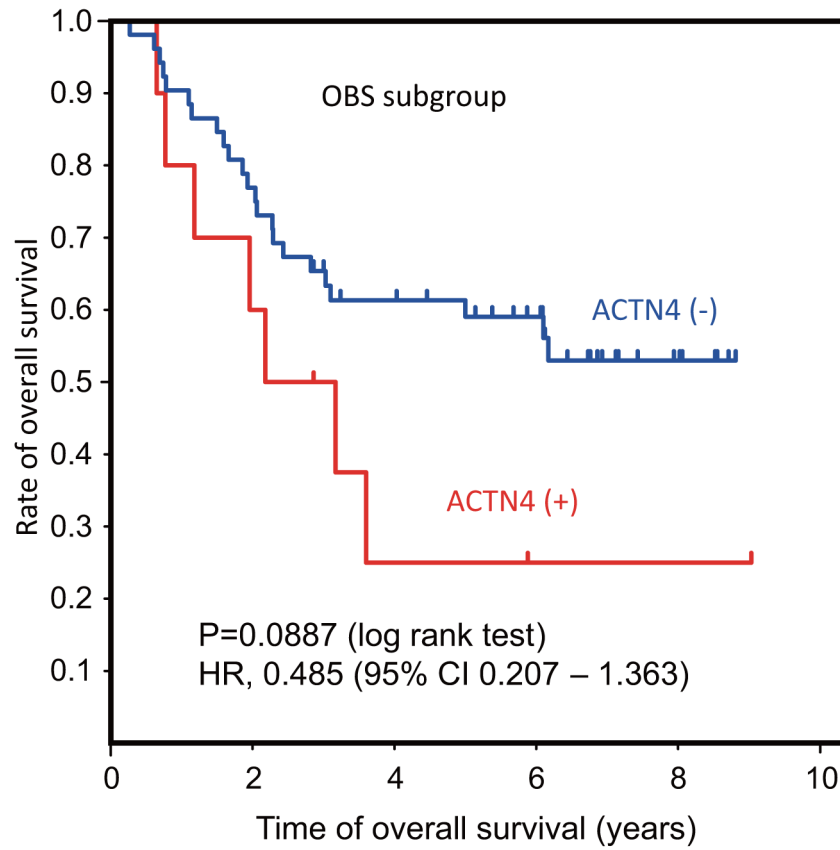 1.0
0.9
0.8
0.7
0.6
0.5
0.4
0.3
0.2
0.1
Rate of overall survival
OBS subgroup
ACTN4 (-)
ACTN4 (+)
P=0.0887 (log rank test)
HR, 0.485 (95% CI 0.207 – 1.363)
0 2 4 6 8 10
Time of overall survival (years)